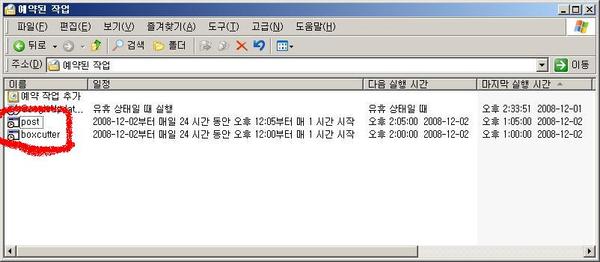 예약된 작업
파일(F) 편집(E) 보기(V) 즐겨찾기(A) 도구(T) 고급(N) 도움말(H)
뒤로 검색 폴더
주소(D) 예약된 작업 이동
이름 일정 다음 실행 시간 마지막 실행 시간
예약 작업 추가
유휴 상태일 때 실행 유휴 상태일 때 오후 2:33:51 2008-12-01
post 2008-12-02부터 매일 24 시간 동안 오후 12:05부터 매 1 시간 시작 오후 2:05:00 2008-12-02 오후 1:05:00 2008-12-02
boxcutter 2008-12-02부터 매일 24 시간 동안 오후 12:00부터 매 1 시간 시작 오후 2:00:00 2008-12-02 오후 1:00:00 2008-12-02